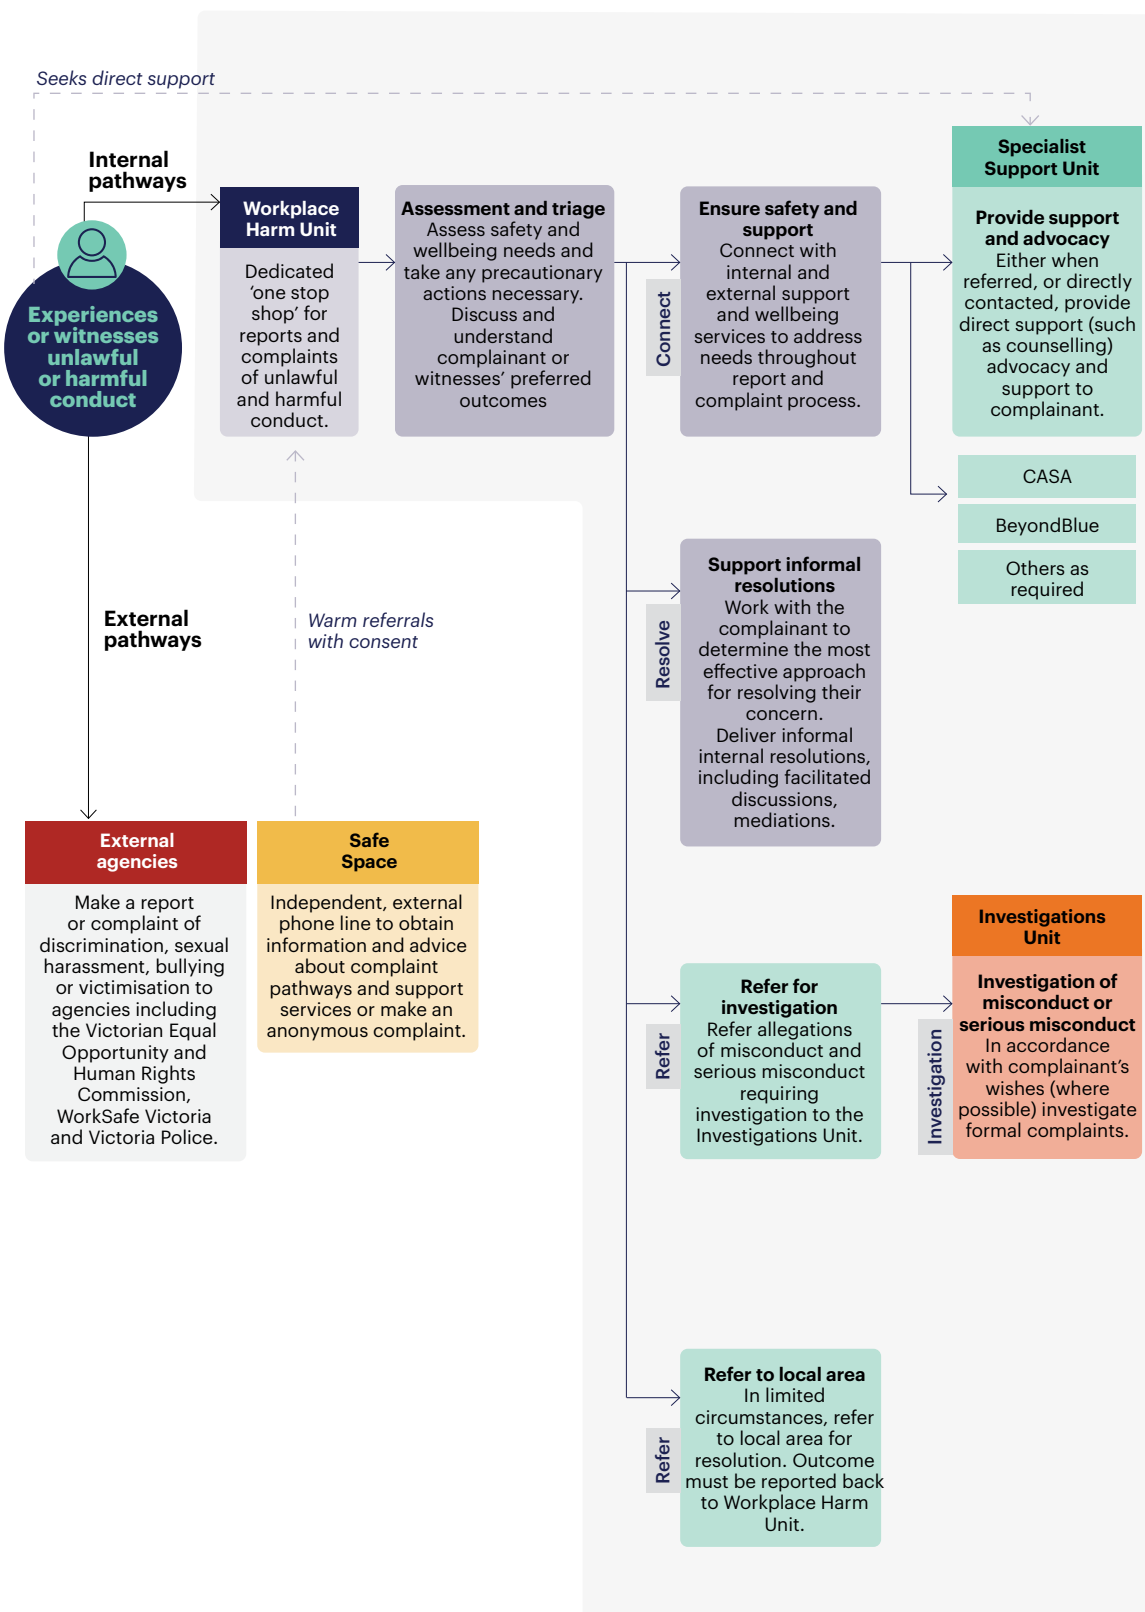 Seeks direct support
Internal
pathways
Experiences
or witnesses
unlawful
or harmful
conduct
Workplace
Harm Unit
Dedicated
‘one stop
shop’ for
reports and
complaints
of unlawful
and harmful
conduct.
Assessment and triage
Assess safety and
wellbeing needs and
take any precautionary
actions necessary.
Discuss and
understand
complainant or
witnesses’ preferred
outcomes
Connect
Ensure safety and
support
Connect with
internal and
external support
and wellbeing
services to address
needs throughout
report and
complaint process.
Specialist
Support Unit
Provide support
and advocacy
Either when
referred, or directly
contacted, provide
direct support (such
as counselling)
advocacy and
support to
complainant.
CASA
BeyondBlue
Others as
required
Resolve
Support informal
resolutions
Work with the
complainant to
determine the most
effective approach
for resolving their
concern.
Deliver informal
internal resolutions,
including facilitated
discussions,
mediations.
External
pathways
Warm referrals
with consent
External
agencies
Make a report
or complaint of
discrimination, sexual
harassment, bullying
or victimisation to
agencies including
the Victorian Equal
Opportunity and
Human Rights
Commission,
WorkSafe Victoria
and Victoria Police.
Safe
Space
Independent, external
phone line to obtain
information and advice
about complaint
pathways and support
services or make an
anonymous complaint.
Refer
Refer for
investigation
Refer allegations
of misconduct and
serious misconduct
requiring
investigation to the
Investigations Unit.
Investigation
Investigations
Unit
Investigation of
misconduct or
serious misconduct
In accordance
with complainant’s
wishes (where
possible) investigate
formal complaints.
Refer
Refer to local area
In limited
circumstances, refer
to local area for
resolution. Outcome
must be reported back
to Workplace Harm
Unit.